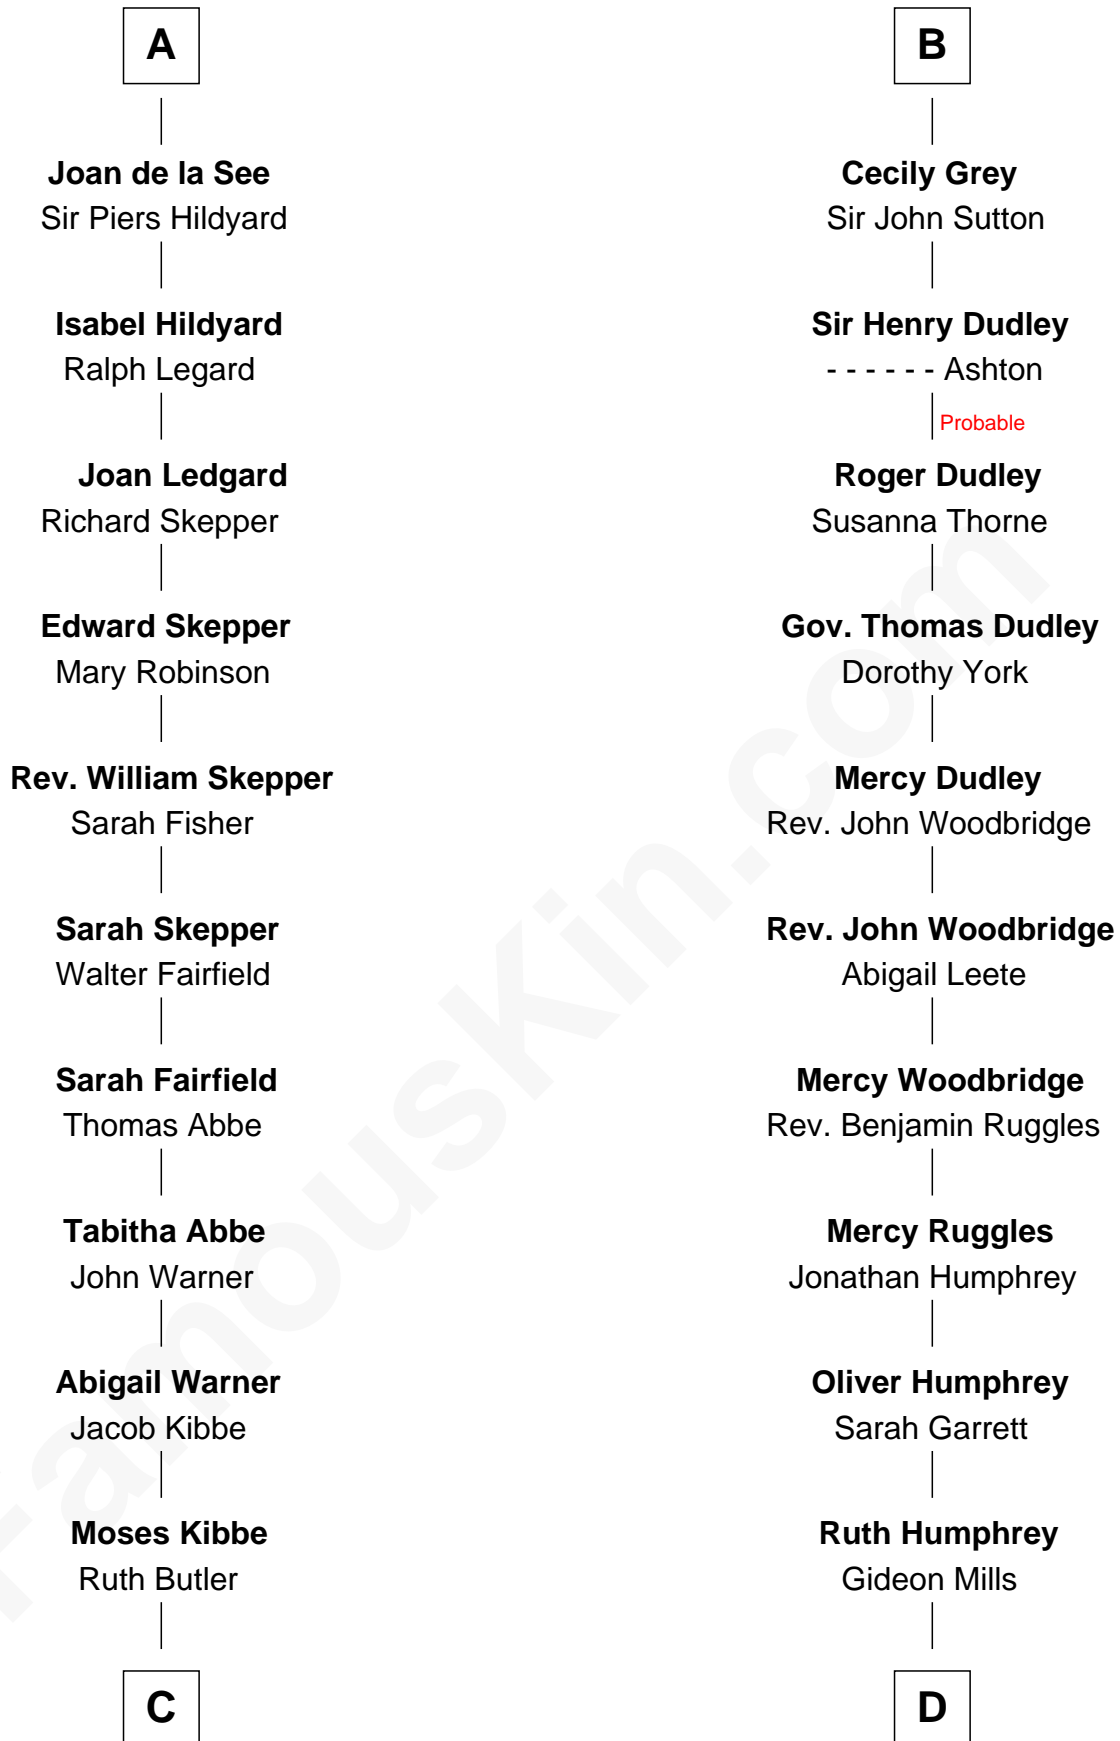 A
Joan de la See
Sir Piers Hildyard
Isabel Hildyard
Ralph Legard
Joan Ledgard
Richard Skepper
Edward Skepper
Mary Robinson
Rev. William Skepper
Sarah Fisher
Sarah Skepper
Walter Fairfield
Sarah Fairfield
Thomas Abbe
Tabitha Abbe
John Warner
Abigail Warner
Jacob Kibbe
Moses Kibbe
Ruth Butler
C
B
Cecily Grey
Sir John Sutton
Sir Henry Dudley
- - - - - - Ashton
Probable
Roger Dudley
Susanna Thorne
Gov. Thomas Dudley
Dorothy York
Mercy Dudley
Rev. John Woodbridge
Rev. John Woodbridge
Abigail Leete
Mercy Woodbridge
Rev. Benjamin Ruggles
Mercy Ruggles
Jonathan Humphrey
Oliver Humphrey
Sarah Garrett
Ruth Humphrey
Gideon Mills
D
FamousKin.com